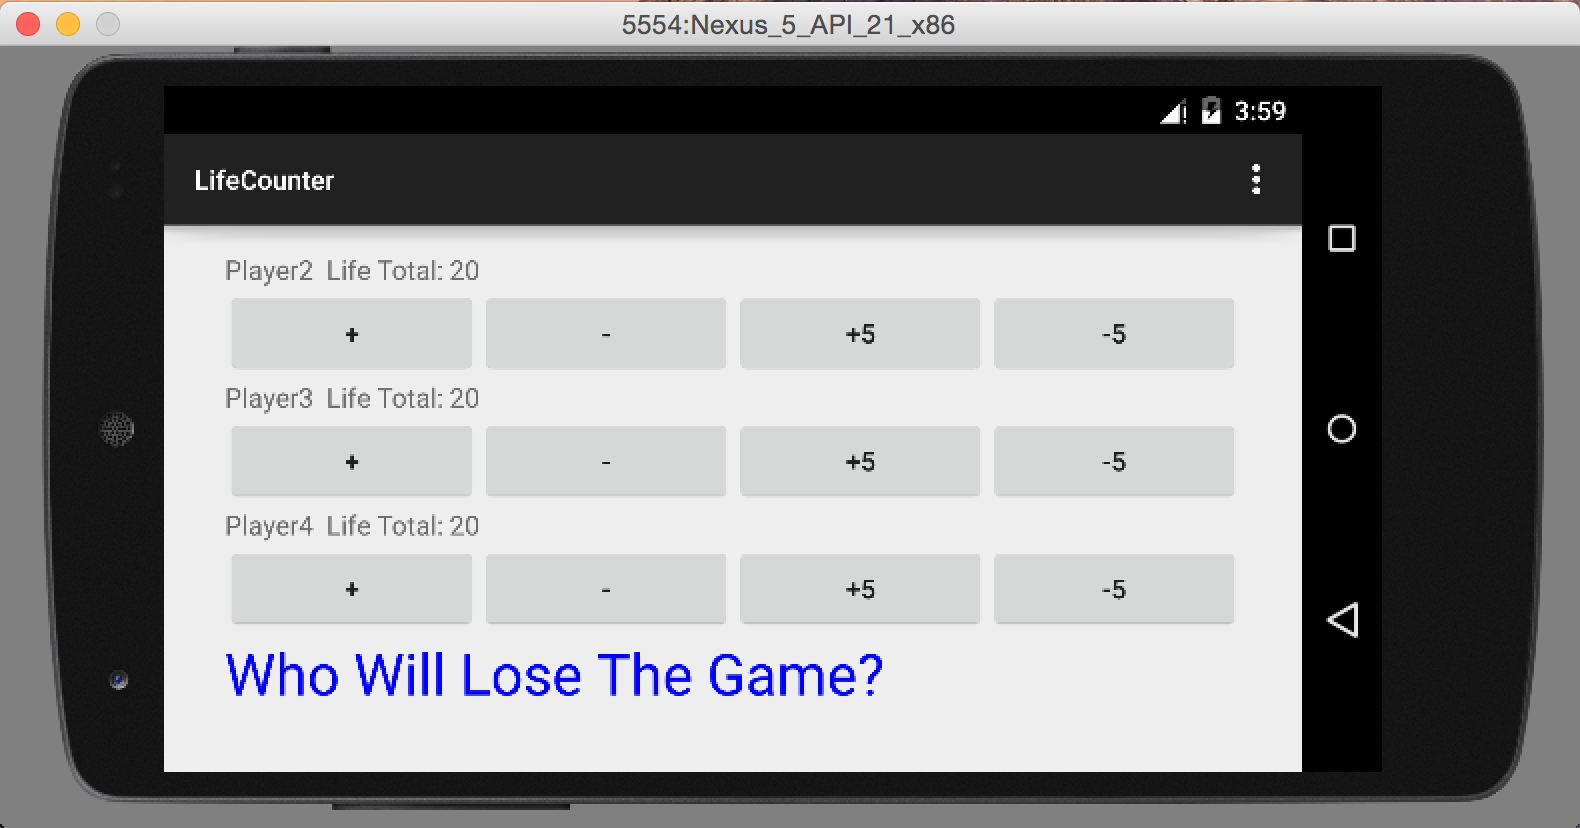 5554:Nexus_5_API_21_x86
3:59
LifeCounter
Player2 Life Total: 20
+ - +5 -5
Player3 Life Total: 20
+ - +5 -5
Player4 Life Total: 20
+ - +5 -5
Who Will Lose The Game?